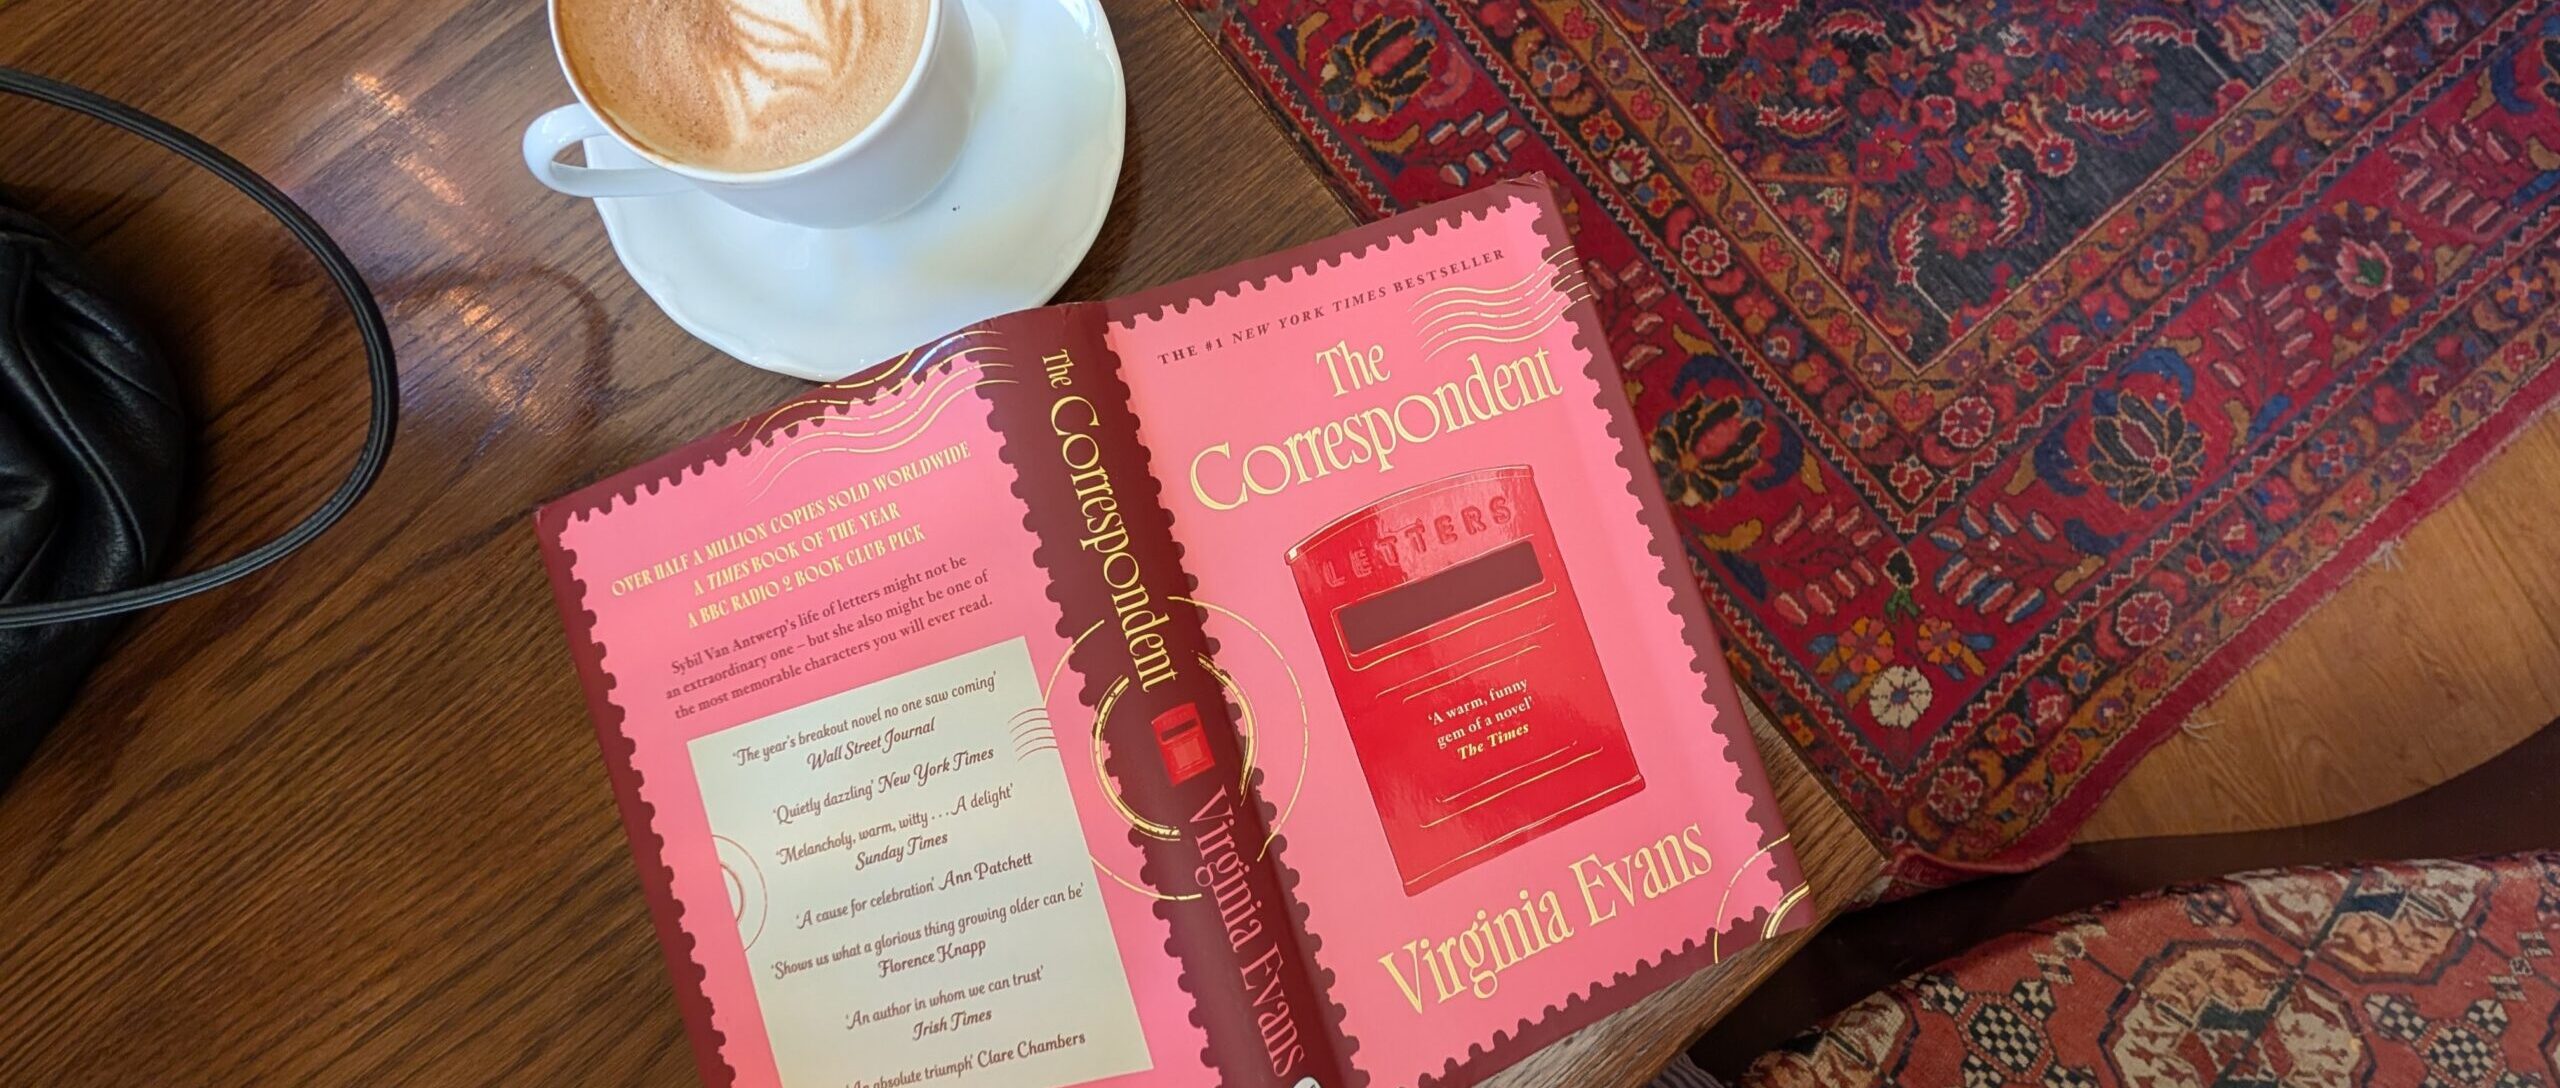 OVER HALF A MILLION COPIES SOLD WORLDWIDE
A TIMES BOOK OF THE YEAR
A BBC RADIO 2 BOOK CLUB PICK
Sybil Van Antwerp's life of letters might not be
an extraordinary one – but she also might be one of
the most memorable characters you will ever read.
'The year's breakout novel no one saw coming'
Wall Street Journal
'Quietly dazzling' New York Times
'Melancholy, warm, witty . . . A delight'
Sunday Times
'A cause for celebration' Ann Patchett
'Shows us what a glorious thing growing older can be'
Florence Knapp
'An author in whom we can trust'
Irish Times
'An absolute triumph' Clare Chambers
The Correspondent
Virginia Evans
THE #1 NEW YORK TIMES BESTSELLER
The
Correspondent
LETTERS
'A warm, funny
gem of a novel'
The Times
Virginia Evans